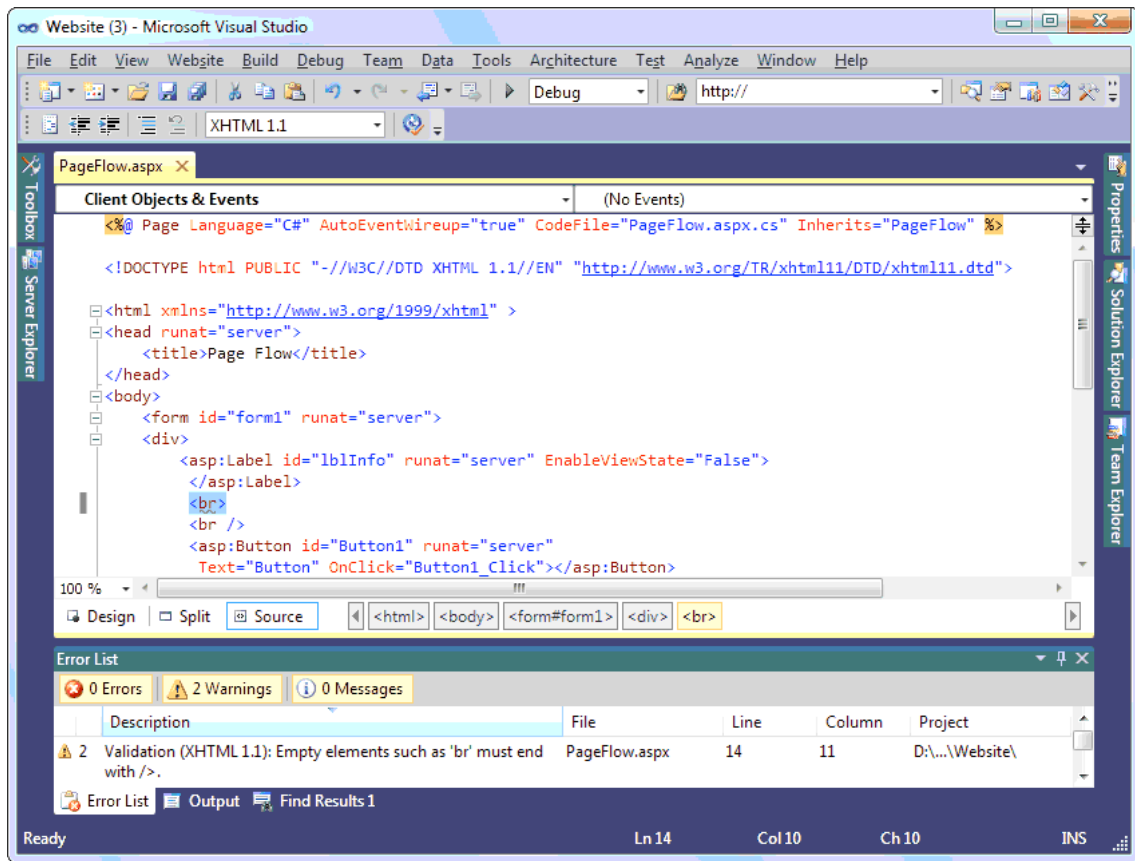 Website (3) - Microsoft Visual Studio
File Edit View Website Build Debug Team Data Tools Architecture Test Analyze Window Help
Debug http://
XHTML 1.1
PageFlow.aspx
Client Objects & Events (No Events)
<%@ Page Language="C#" AutoEventWireup="true" CodeFile="PageFlow.aspx.cs" Inherits="PageFlow" %>
<!DOCTYPE html PUBLIC "-//W3C//DTD XHTML 1.1//EN" "http://www.w3.org/TR/xhtml11/DTD/xhtml11.dtd">
<html xmlns="http://www.w3.org/1999/xhtml" >
<head runat="server">
<title>Page Flow</title>
</head>
<body>
<form id="form1" runat="server">
<div>
<asp:Label id="lblInfo" runat="server" EnableViewState="False">
</asp:Label>
<br>
<br />
<asp:Button id="Button1" runat="server"
Text="Button" OnClick="Button1_Click"></asp:Button>
100 %
Design Split Source <html> <body> <form#form1> <div> <br>
Toolbox
Server Explorer
Properties
Solution Explorer
Team Explorer
Error List
0 Errors 2 Warnings 0 Messages
Description File Line Column Project
2 Validation (XHTML 1.1): Empty elements such as 'br' must end PageFlow.aspx 14 11 D:\...\Website\
with />.
Error List Output Find Results 1
Ready Ln 14 Col 10 Ch 10 INS